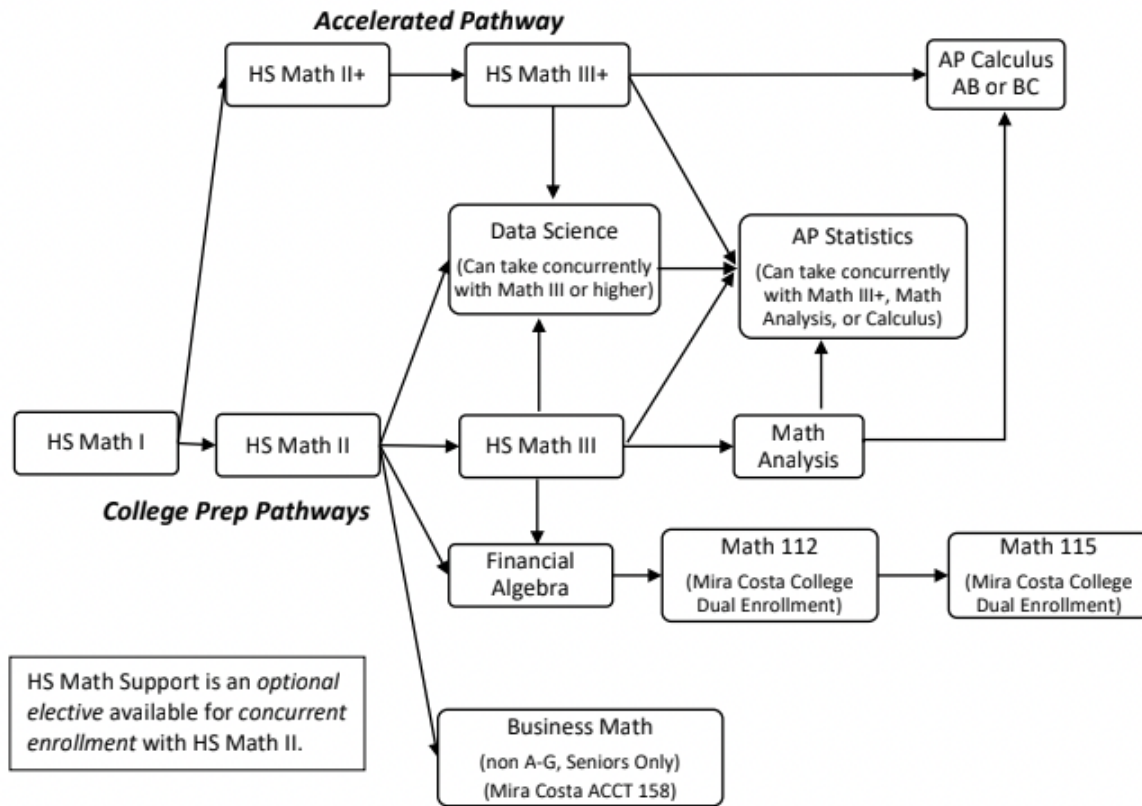 Accelerated Pathway
HS Math II+
HS Math III+
AP Calculus
AB or BC
Data Science
(Can take concurrently
with Math III or higher)
AP Statistics
(Can take concurrently
with Math III+, Math
Analysis, or Calculus)
HS Math I
HS Math II
HS Math III
Math
Analysis
College Prep Pathways
Financial
Algebra
Math 112
(Mira Costa College
Dual Enrollment)
Math 115
(Mira Costa College
Dual Enrollment)
HS Math Support is an optional
elective available for concurrent
enrollment with HS Math II.
Business Math
(non A-G, Seniors Only)
(Mira Costa ACCT 158)